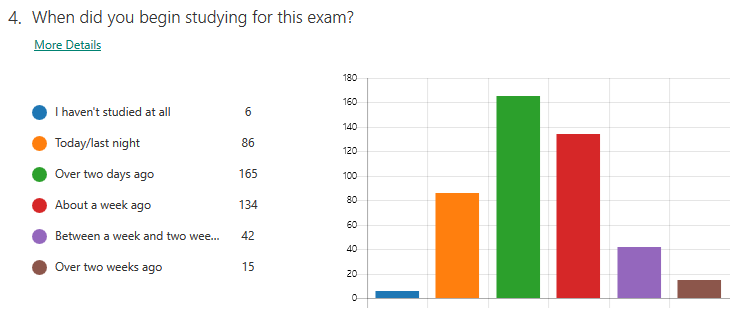 4. When did you begin studying for this exam?
More Details
I haven't studied at all 6
Today/last night 86
Over two days ago 165
About a week ago 134
Between a week and two wee... 42
Over two weeks ago 15
180
160
140
120
100
80
60
40
20
0